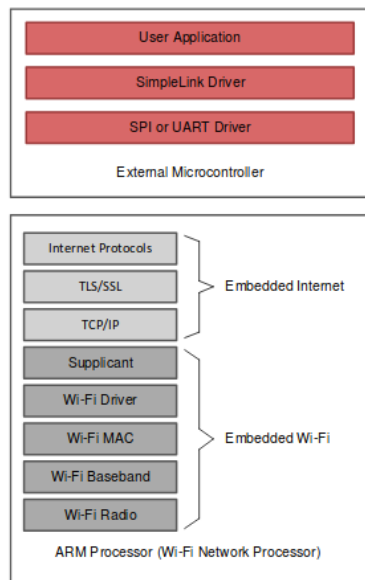 User Application
SimpleLink Driver
SPI or UART Driver
External Microcontroller
Internet Protocols
TLS/SSL
Embedded Internet
TCP/IP
Supplicant
Wi-Fi Driver
Wi-Fi MAC
Embedded Wi-Fi
Wi-Fi Baseband
Wi-Fi Radio
ARM Processor (Wi-Fi Network Processor)